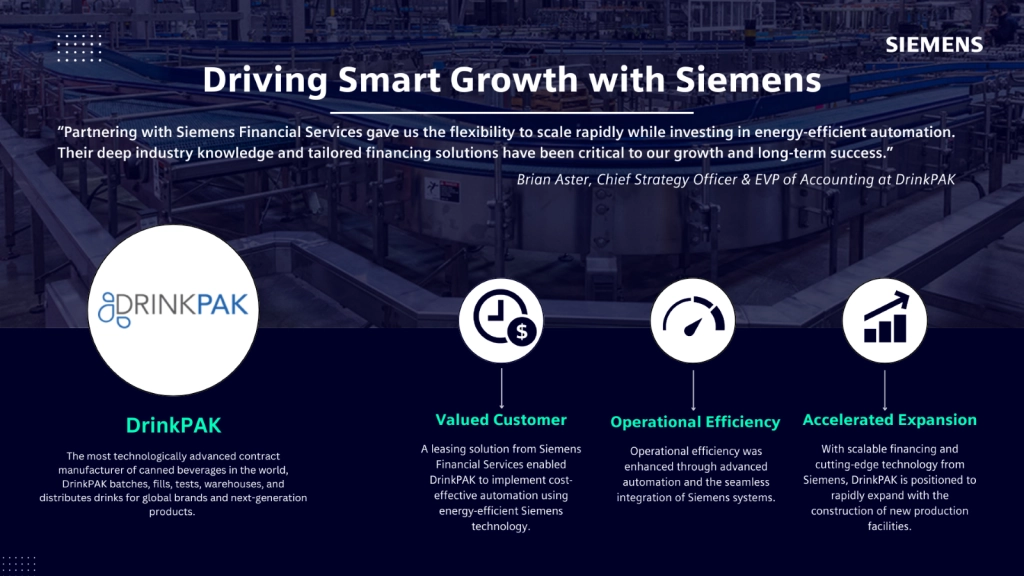 SIEMENS
Driving Smart Growth with Siemens
“Partnering with Siemens Financial Services gave us the flexibility to scale rapidly while investing in energy-efficient automation.
Their deep industry knowledge and tailored financing solutions have been critical to our growth and long-term success.”
Brian Aster, Chief Strategy Officer & EVP of Accounting at DrinkPAK
DRINKPAK
$
DrinkPAK
The most technologically advanced contract
manufacturer of canned beverages in the world,
DrinkPAK batches, fills, tests, warehouses, and
distributes drinks for global brands and next-generation
products.
Valued Customer
A leasing solution from Siemens
Financial Services enabled
DrinkPAK to implement cost-
effective automation using
energy-efficient Siemens
technology.
Operational Efficiency
Operational efficiency was
enhanced through advanced
automation and the seamless
integration of Siemens systems.
Accelerated Expansion
With scalable financing and
cutting-edge technology from
Siemens, DrinkPAK is positioned to
rapidly expand with the
construction of new production
facilities.